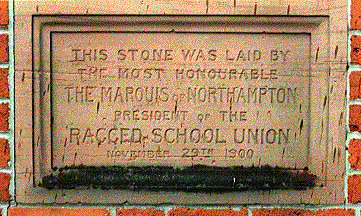 THIS STONE WAS LAID BY
THE MOST HONOURABLE
THE MARQUIS OF NORTHAMPTON
PRESIDENT OF THE
RAGGED SCHOOL UNION
NOVEMBER 29TH 1900